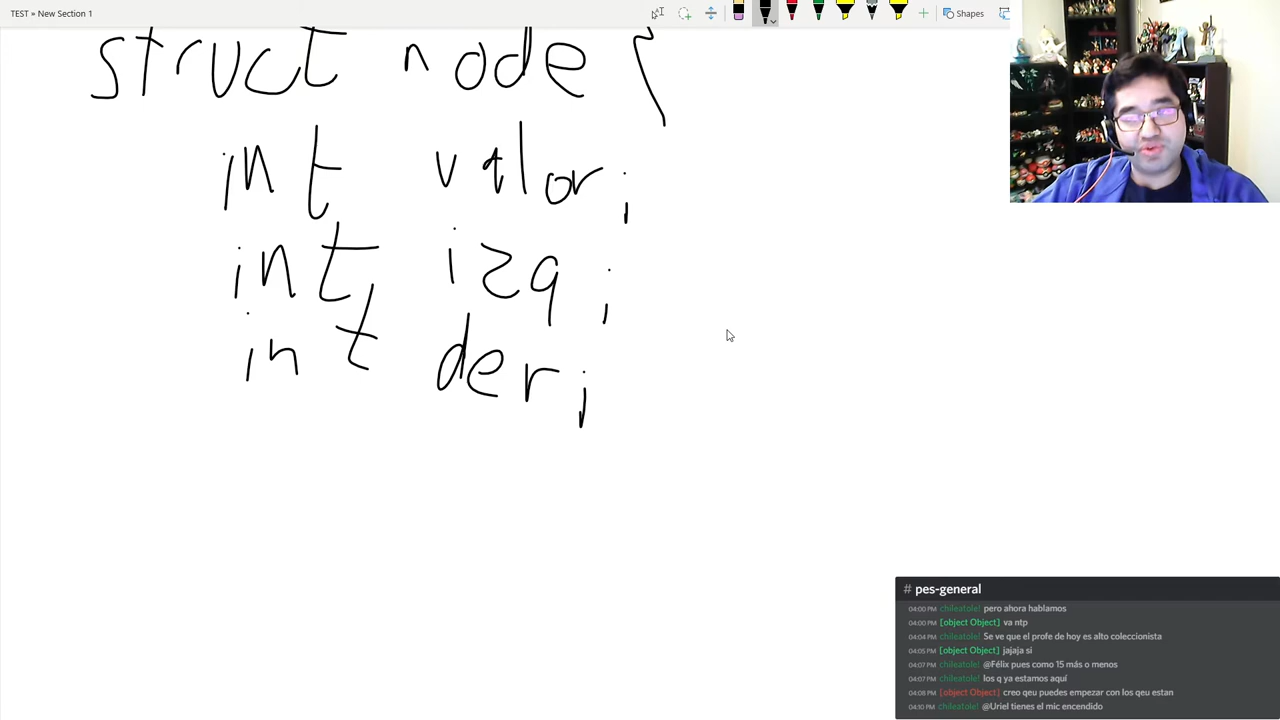 TEST » New Section 1
Shapes
struct node {
int valor;
int izq;
int der;
# pes-general
04:00 PM chileatole! pero ahora hablamos
04:00 PM [object Object] va ntp
04:04 PM chileatole! Se ve que el profe de hoy es alto coleccionista
04:05 PM [object Object] jajaja si
04:07 PM chileatole! @Félix pues como 15 más o menos
04:07 PM chileatole! los q ya estamos aquí
04:08 PM [object Object] creo qeu puedes empezar con los qeu estan
04:10 PM chileatole! @Uriel tienes el mic encendido